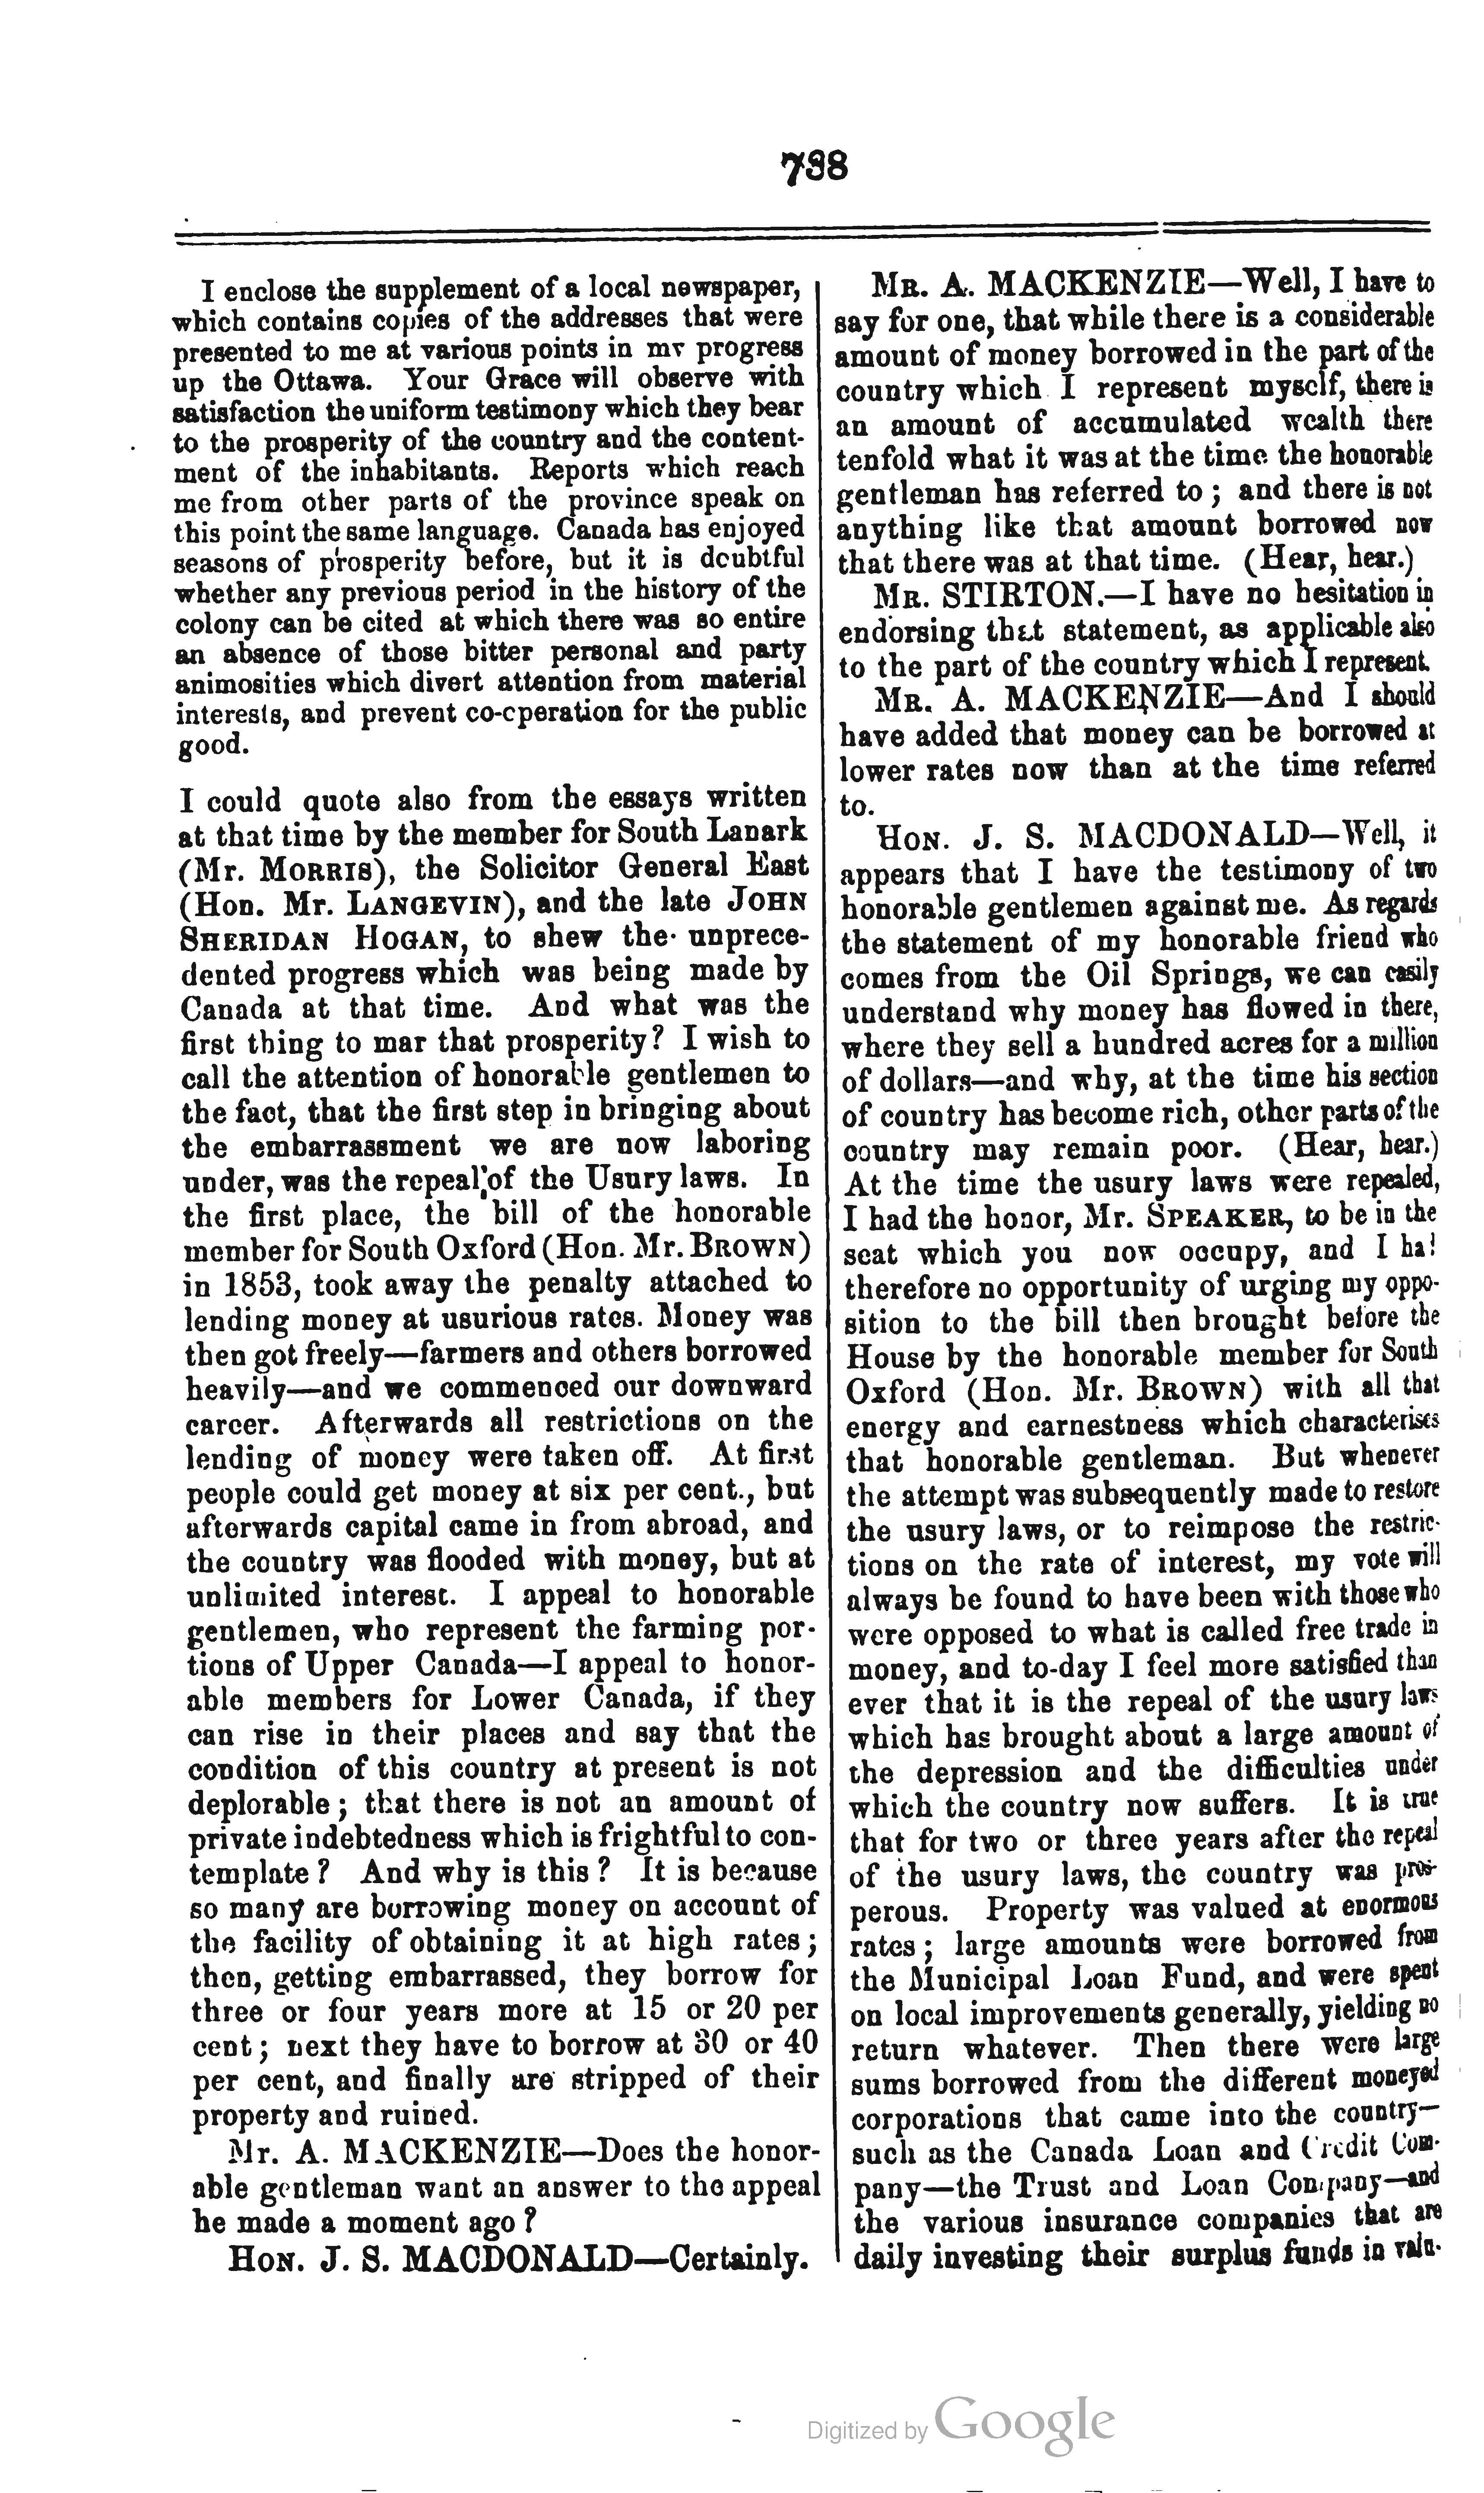 738
I enclose the supplement of a local newspaper,
which contains copies of the addresses that were
presented to me at various points in my progress
up the Ottawa. Your Grace will observe with
satisfaction the uniform testimony which they bear
to the prosperity of the country and the content-
ment of the inhabitants. Reports which reach
me from other parts of the province speak on
this point the same language. Canada has enjoyed
seasons of prosperity before, but it is doubtful
whether any previous period in the history of the
colony can be cited at which there was so entire
an absence of those bitter personal and party
animosities which divert attention from material
interests, and prevent co-operation for the public
good.
I could quote also from the essays written
at that time by the member for South Lanark
(Mr. MORRIS), the Solicitor General East
(Hon. Mr. LANGEVIN), and the late JOHN
SHERIDAN HOGAN, to shew the unprece-
dented progress which was being made by
Canada at that time. And what was the
first thing to mar that prosperity? I wish to
call the attention of honorable gentlemen to
the fact, that the first step in bringing about
the embarrassment we are now laboring
under, was the repeal of the Usury laws. In
the first place, the bill of the honorable
member for South Oxford (Hon. Mr. BROWN)
in 1853, took away the penalty attached to
lending money at usurious rates. Money was
then got freely—farmers and others borrowed
heavily—and we commenced our downward
career. Afterwards all restrictions on the
lending of money were taken off. At first
people could get money at six per cent., but
afterwards capital came in from abroad, and
the country was flooded with money, but at
unlimited interest. I appeal to honorable
gentlemen, who represent the farming por-
tions of Upper Canada—I appeal to honor-
able members for Lower Canada, if they
can rise in their places and say that the
condition of this country at present is not
deplorable; that there is not an amount of
private indebtedness which is frightful to con-
template? And why is this? It is because
so many are borrowing money on account of
the facility of obtaining it at high rates;
then, getting embarrassed, they borrow for
three or four years more at 15 or 20 per
cent; next they have to borrow at 30 or 40
per cent, and finally are stripped of their
property and ruined.
Mr. A. MACKENZIE—Does the honor-
able gentleman want an answer to the appeal
he made a moment ago?
HON. J. S. MACDONALD—Certainly.
MR. A. MACKENZIE—Well, I have to
say for one, that while there is a considerable
amount of money borrowed in the part of the
country which I represent myself, there is
an amount of accumulated wealth there
tenfold what it was at the time the honorable
gentleman has referred to; and there is not
anything like that amount borrowed now
that there was at that time. (Hear, hear.)
MR. STIRTON.—I have no hesitation in
endorsing that statement, as applicable also
to the part of the country which I represent.
MR. A. MACKENZIE—And I should
have added that money can be borrowed at
lower rates now than at the time referred
to.
HON. J. S. MACDONALD—Well, it
appears that I have the testimony of two
honorable gentlemen against me. As regards
the statement of my honorable friend who
comes from the Oil Springs, we can easily
understand why money has flowed in there,
where they sell a hundred acres for a million
of dollars—and why, at the time his section
of country has become rich, other parts of the
country may remain poor. (Hear, hear.)
At the time the usury laws were repealed,
I had the honor, Mr. SPEAKER, to be in the
seat which you now occupy, and I had
therefore no opportunity of urging my oppo-
sition to the bill then brought before the
House by the honorable member for South
Oxford (Hon. Mr. BROWN) with all that
energy and earnestness which characterises
that honorable gentleman. But whenever
the attempt was subsequently made to restore
the usury laws, or to reimpose the restric-
tions on the rate of interest, my vote will
always be found to have been with those who
were opposed to what is called free trade in
money, and to-day I feel more satisfied than
ever that it is the repeal of the usury laws
which has brought about a large amount of
the depression and the difficulties under
which the country now suffers. It is true
that for two or three years after the repeal
of the usury laws, the country was pros-
perous. Property was valued at enormous
rates; large amounts were borrowed from
the Municipal Loan Fund, and were spent
on local improvements generally, yielding no
return whatever. Then there were large
sums borrowed from the different moneyed
corporations that came into the country—
such as the Canada Loan and Credit Com-
pany—the Trust and Loan Company—and
the various insurance companies that are
daily investing their surplus funds in valu-
Digitized by Google